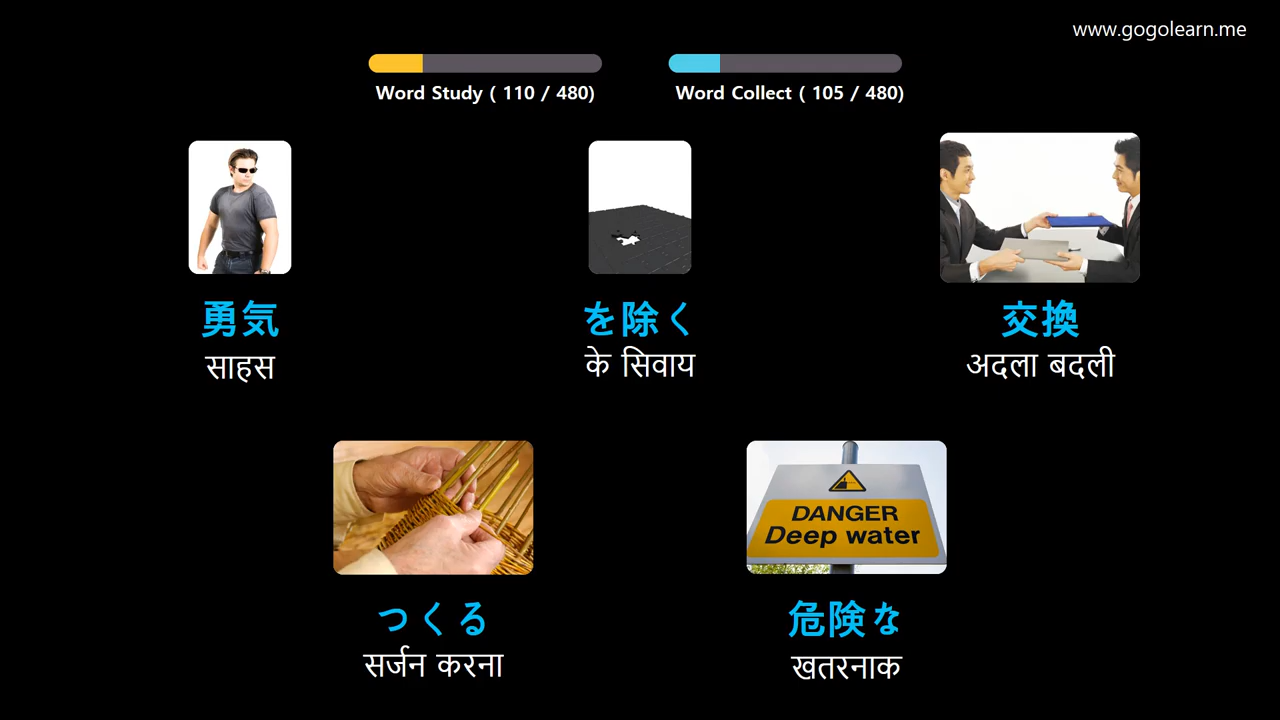 www.gogolearn.me
Word Study ( 110 / 480)
Word Collect ( 105 / 480)
勇気
साहस
を除く
के सिवाय
交換
अदला बदली
DANGER
Deep water
つくる
सर्जन करना
危険な
खतरनाक